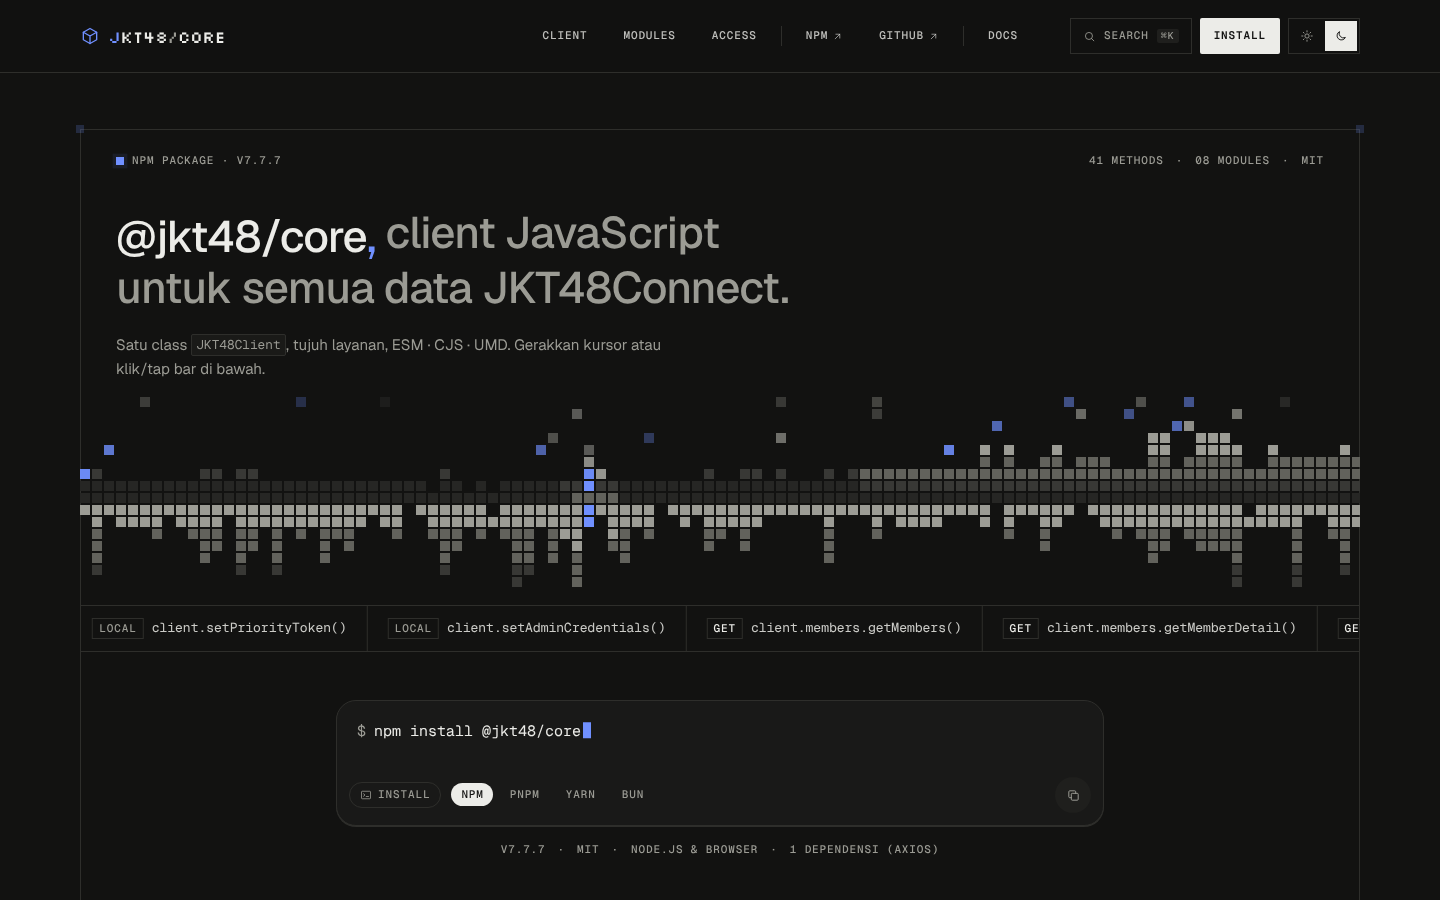 JKT48/CORE
CLIENT MODULES ACCESS NPM ↗ GITHUB ↗ DOCS
SEARCH ⌘K INSTALL
NPM PACKAGE · V7.7.7
41 METHODS · 08 MODULES · MIT
@jkt48/core, client JavaScript
untuk semua data JKT48Connect.
Satu class JKT48Client, tujuh layanan, ESM · CJS · UMD. Gerakkan kursor atau
klik/tap bar di bawah.
LOCAL client.setPriorityToken() LOCAL client.setAdminCredentials() GET client.members.getMembers() GET client.members.getMemberDetail() GE
$ npm install @jkt48/core
INSTALL NPM PNPM YARN BUN
V7.7.7 · MIT · NODE.JS & BROWSER · 1 DEPENDENSI (AXIOS)